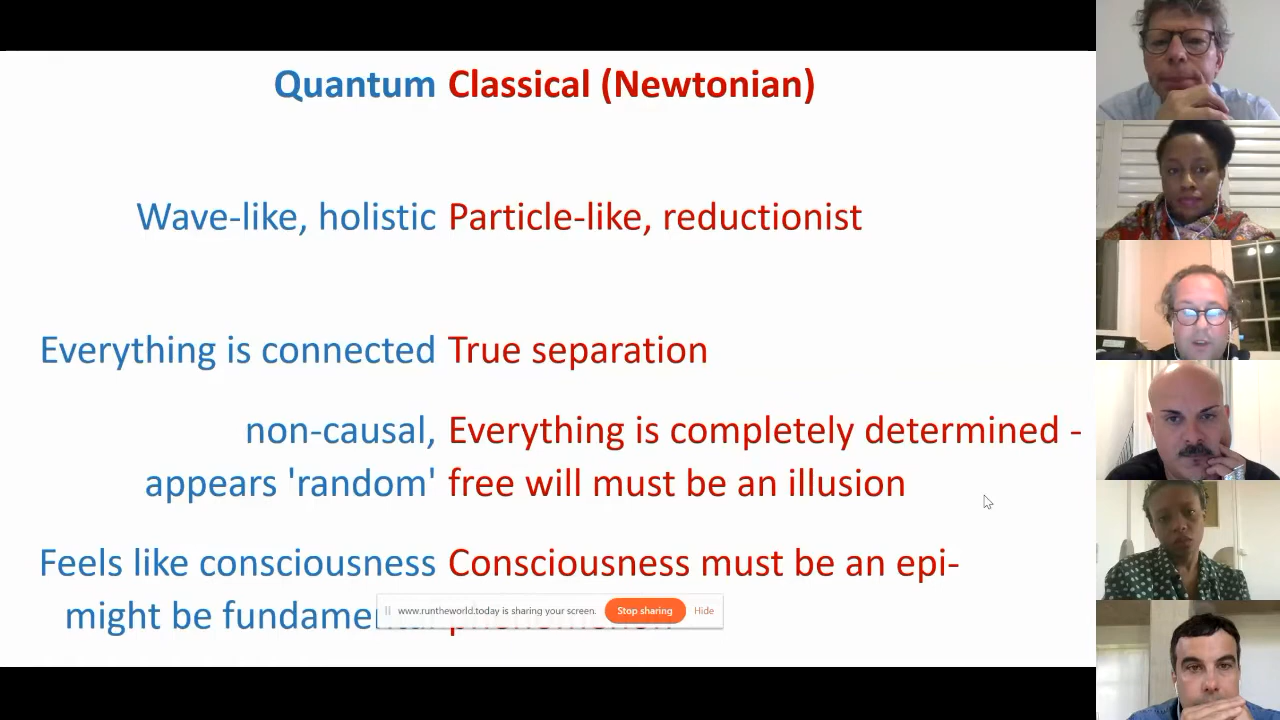 Quantum Classical (Newtonian)
Wave-like, holistic Particle-like, reductionist
Everything is connected True separation
non-causal, Everything is completely determined -
appears 'random' free will must be an illusion
Feels like consciousness Consciousness must be an epi-
might be
www.runtheworld.today is sharing your screen. Stop sharing Hide